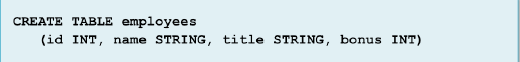 CREATE TABLE employees
(id INT, name STRING, title STRING, bonus INT)